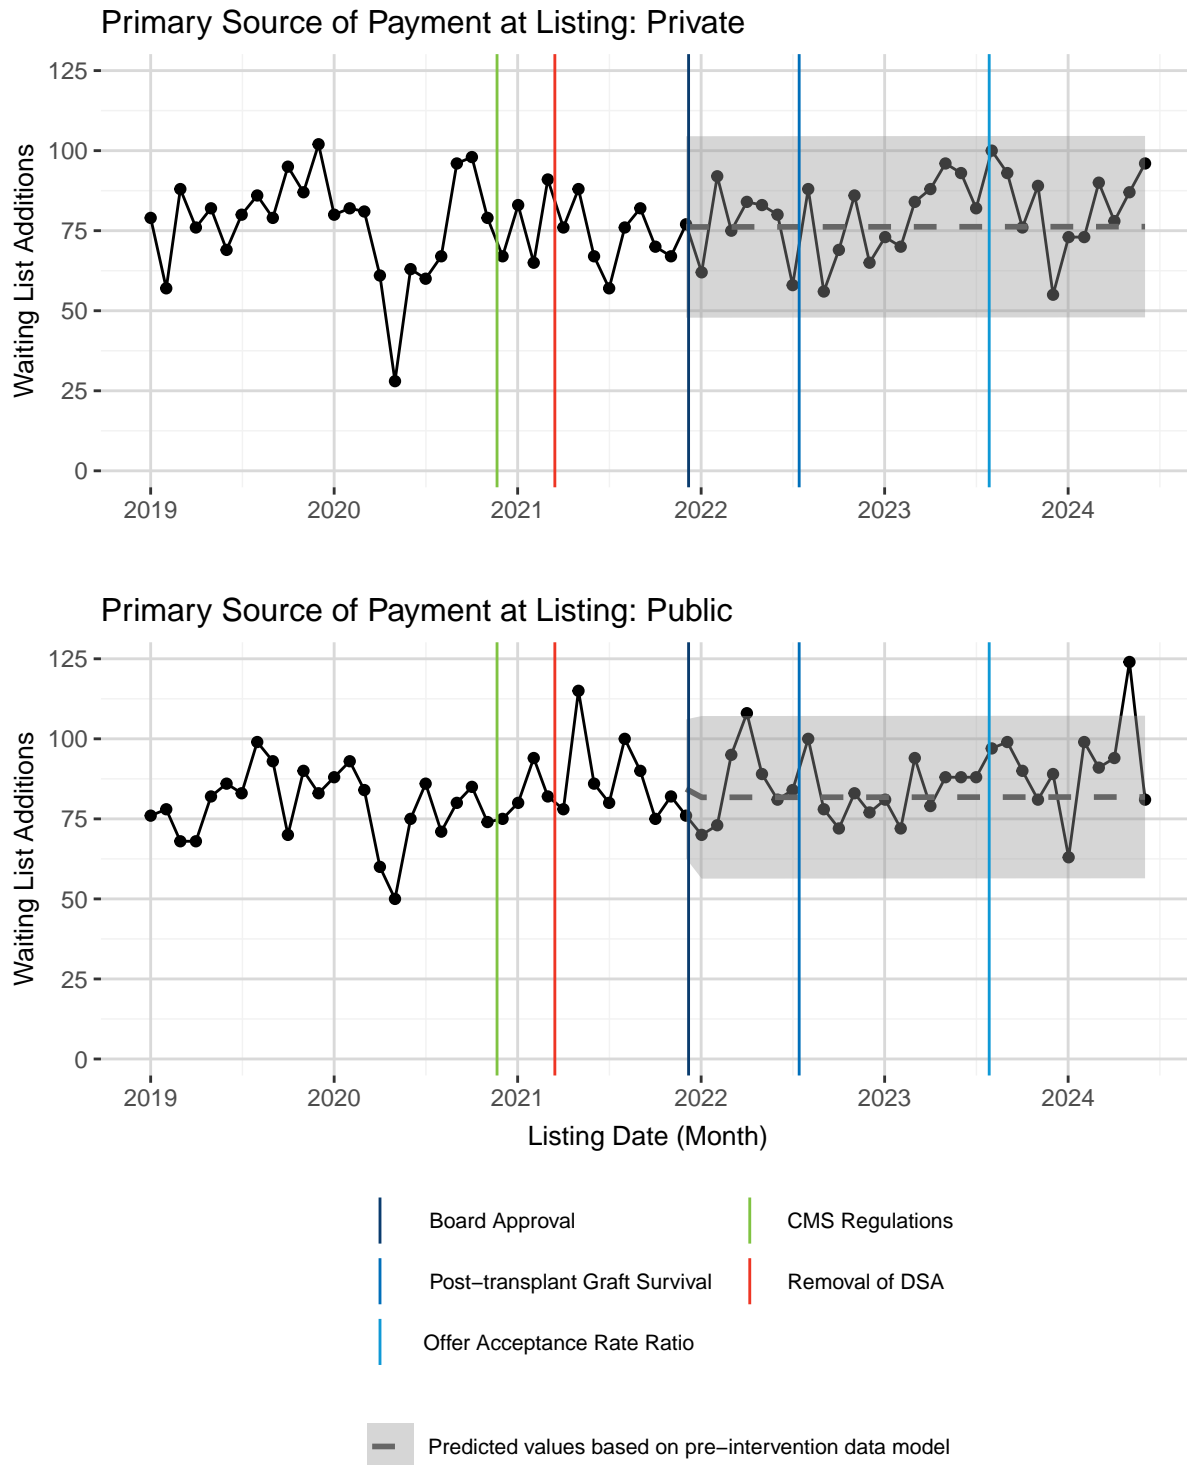 Primary Source of Payment at Listing: Private
Waiting List Additions
125
100
75
50
25
0
2019 2020 2021 2022 2023 2024
Primary Source of Payment at Listing: Public
Waiting List Additions
125
100
75
50
25
0
2019 2020 2021 2022 2023 2024
Listing Date (Month)
Board Approval
CMS Regulations
Post−transplant Graft Survival
Removal of DSA
Offer Acceptance Rate Ratio
Predicted values based on pre−intervention data model